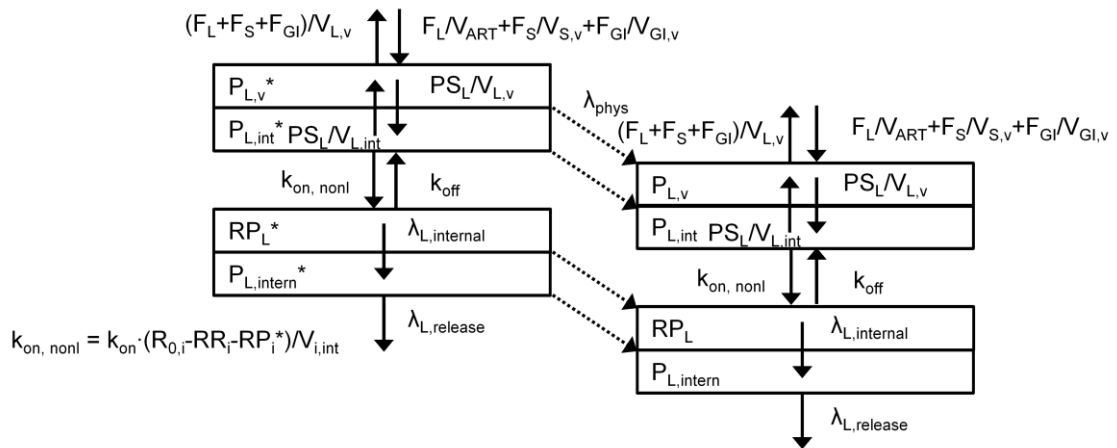 (F_L+F_S+F_GI)/V_L,v F_L/V_ART+F_S/V_S,v+F_GI/V_GI,v
P_L,v* PS_L/V_L,v
P_L,int* PS_L/V_L,int
k_on, nonl k_off
RP_L* λ_L,internal
P_L,intern*
λ_L,release
k_on, nonl = k_on·(R_0,i-RR_i-RP_i*)/V_i,int
λ_phys
(F_L+F_S+F_GI)/V_L,v F_L/V_ART+F_S/V_S,v+F_GI/V_GI,v
P_L,v PS_L/V_L,v
P_L,int PS_L/V_L,int
k_on, nonl k_off
RP_L λ_L,internal
P_L,intern
λ_L,release